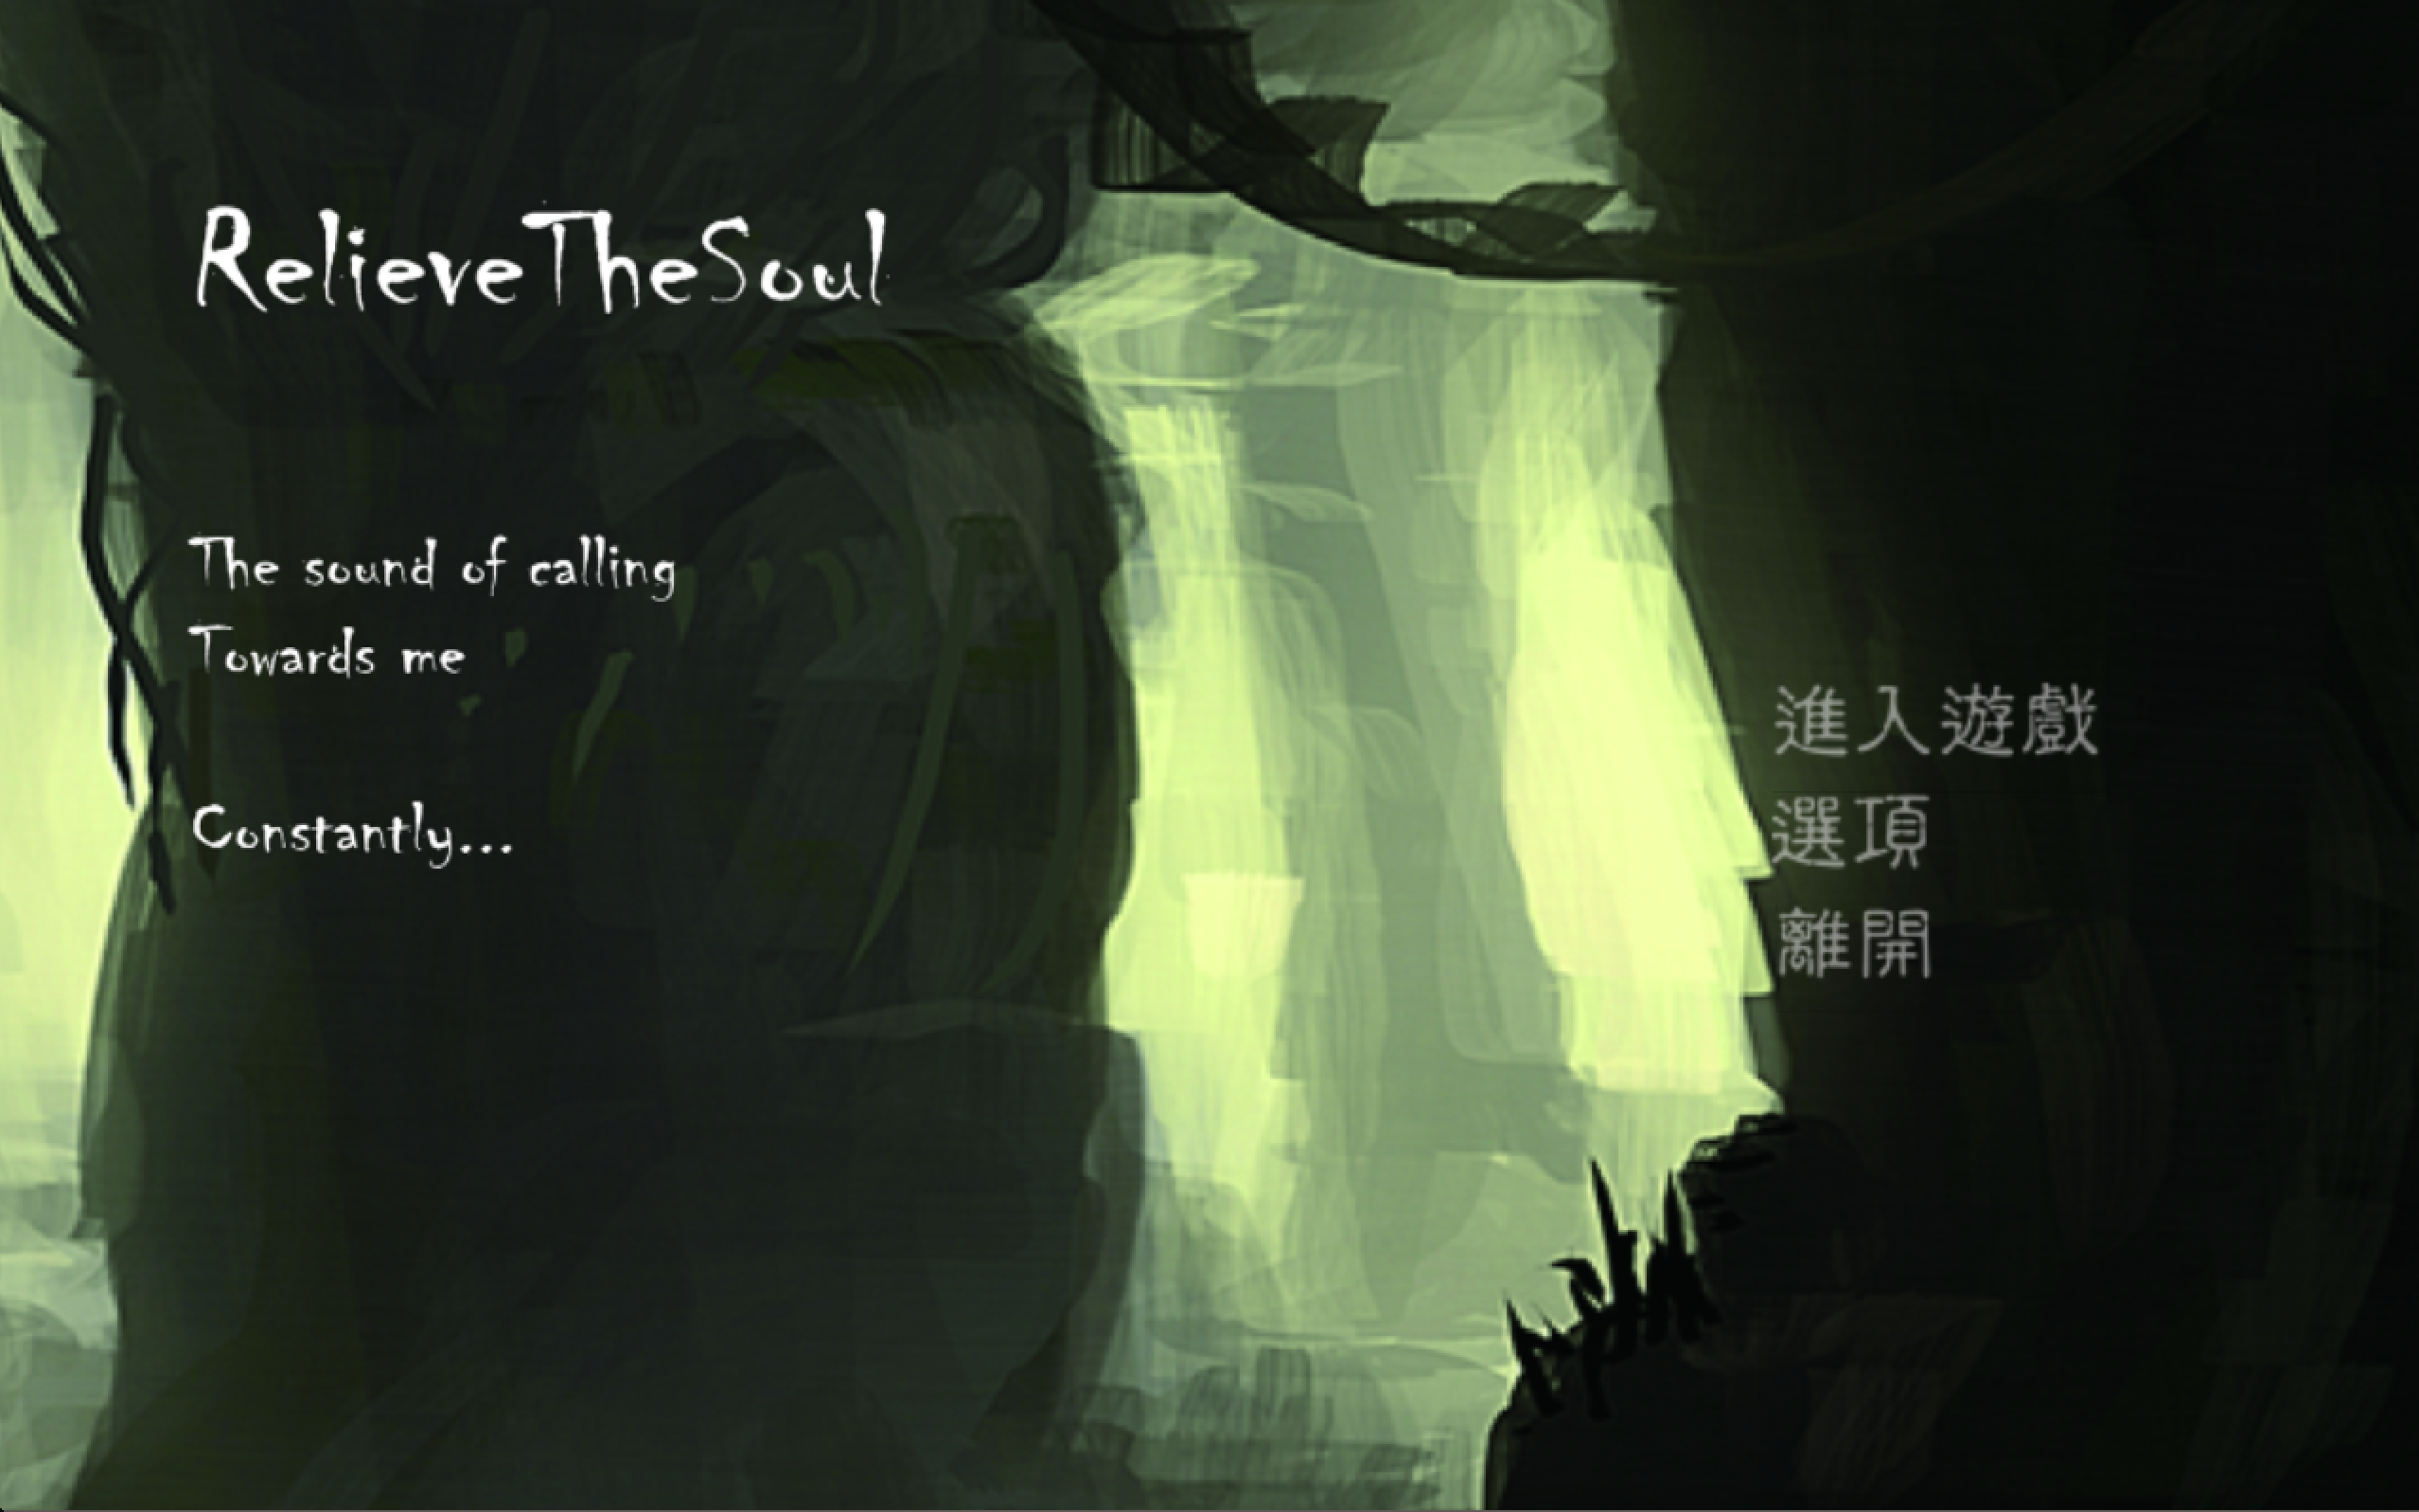 RelieveTheSoul
The sound of calling
Towards me
Constantly...
進入遊戲
選項
離開